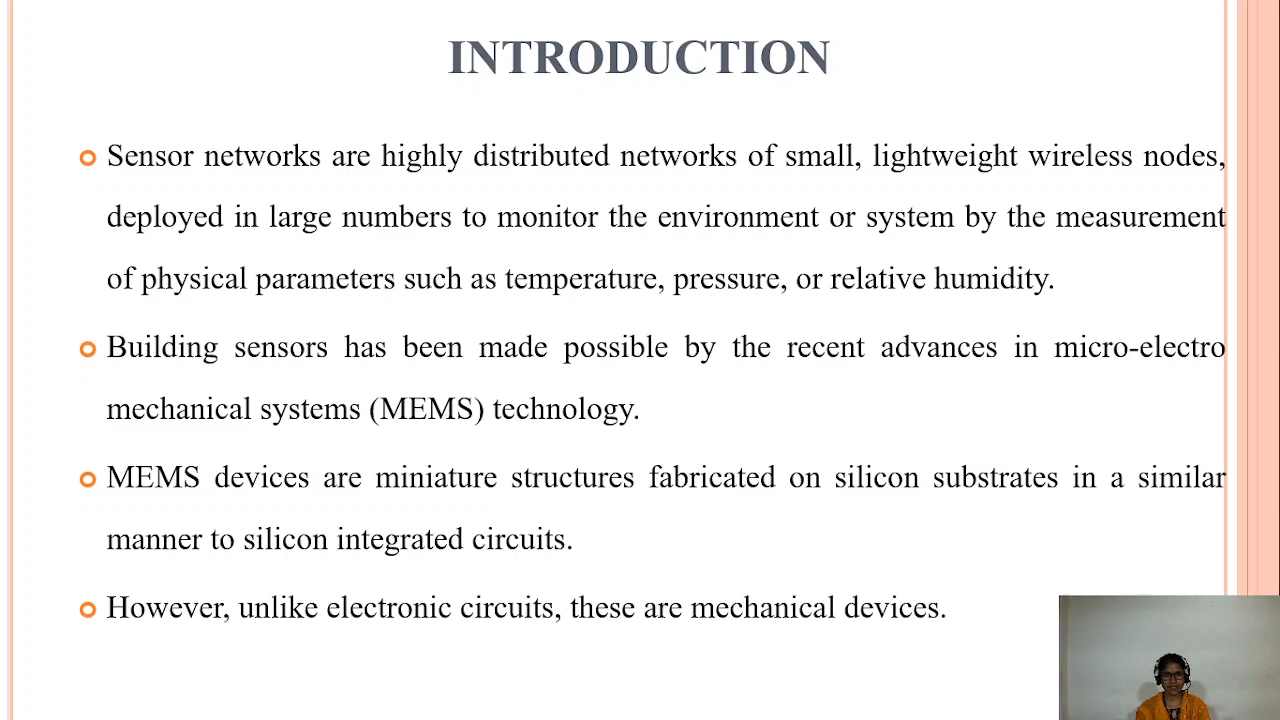 INTRODUCTION
Sensor networks are highly distributed networks of small, lightweight wireless nodes,
deployed in large numbers to monitor the environment or system by the measurement
of physical parameters such as temperature, pressure, or relative humidity.
Building sensors has been made possible by the recent advances in micro-electro
mechanical systems (MEMS) technology.
MEMS devices are miniature structures fabricated on silicon substrates in a similar
manner to silicon integrated circuits.
However, unlike electronic circuits, these are mechanical devices.